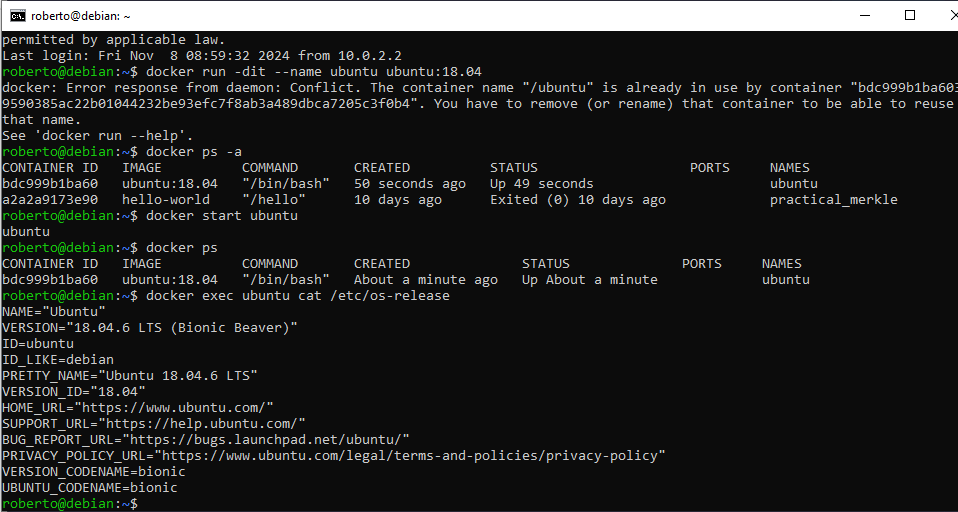 roberto@debian: ~
permitted by applicable law.
Last login: Fri Nov  8 08:59:32 2024 from 10.0.2.2
roberto@debian:~$ docker run -dit --name ubuntu ubuntu:18.04
docker: Error response from daemon: Conflict. The container name "/ubuntu" is already in use by container "bdc999b1ba603
9590385ac22b01044232be93efc7f8ab3a489dbca7205c3f0b4". You have to remove (or rename) that container to be able to reuse
that name.
See 'docker run --help'.
roberto@debian:~$ docker ps -a
CONTAINER ID   IMAGE          COMMAND       CREATED          STATUS                   PORTS     NAMES
bdc999b1ba60   ubuntu:18.04   "/bin/bash"   50 seconds ago   Up 49 seconds                      ubuntu
a2a2a9173e90   hello-world    "/hello"      10 days ago      Exited (0) 10 days ago             practical_merkle
roberto@debian:~$ docker start ubuntu
ubuntu
roberto@debian:~$ docker ps
CONTAINER ID   IMAGE          COMMAND       CREATED              STATUS              PORTS     NAMES
bdc999b1ba60   ubuntu:18.04   "/bin/bash"   About a minute ago   Up About a minute             ubuntu
roberto@debian:~$ docker exec ubuntu cat /etc/os-release
NAME="Ubuntu"
VERSION="18.04.6 LTS (Bionic Beaver)"
ID=ubuntu
ID_LIKE=debian
PRETTY_NAME="Ubuntu 18.04.6 LTS"
VERSION_ID="18.04"
HOME_URL="https://www.ubuntu.com/"
SUPPORT_URL="https://help.ubuntu.com/"
BUG_REPORT_URL="https://bugs.launchpad.net/ubuntu/"
PRIVACY_POLICY_URL="https://www.ubuntu.com/legal/terms-and-policies/privacy-policy"
VERSION_CODENAME=bionic
UBUNTU_CODENAME=bionic
roberto@debian:~$